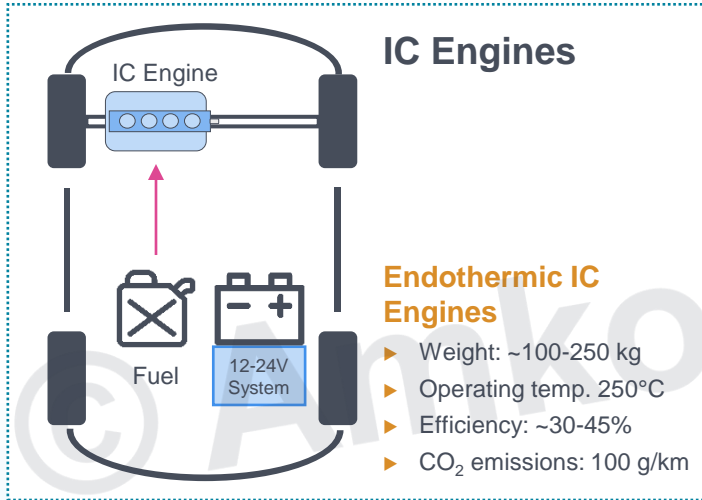 IC Engines
IC Engine
Fuel
12-24V
System
Endothermic IC
Engines
Weight: ~100-250 kg
Operating temp. 250°C
Efficiency: ~30-45%
CO₂ emissions: 100 g/km
© Amko